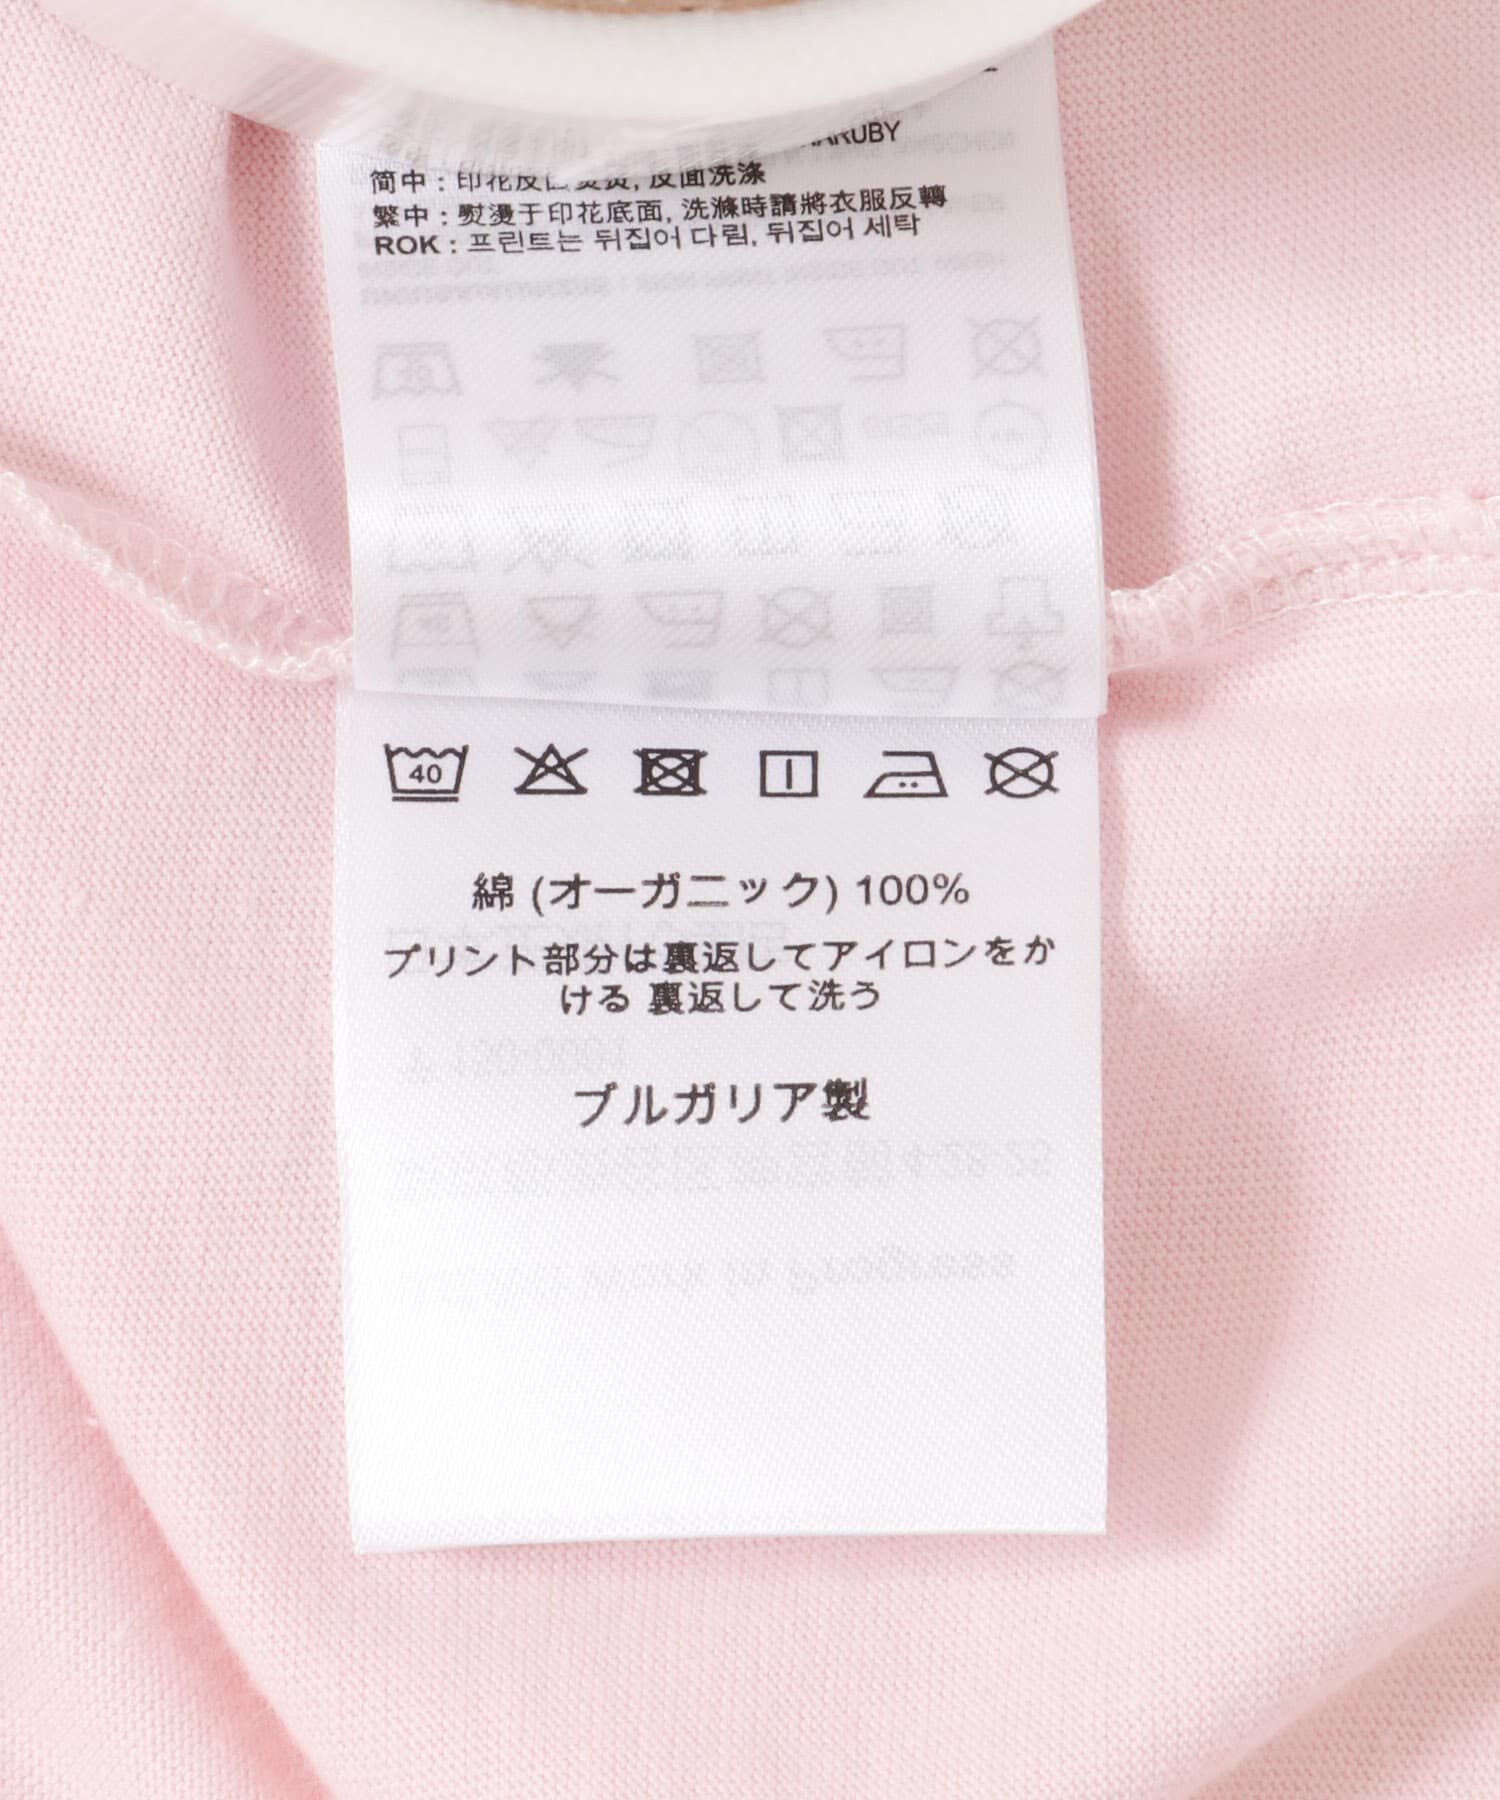 简中 : 印花反面熨烫, 反面洗涤
繁中 : 熨燙于印花底面, 洗滌時請將衣服反轉
ROK : 프린트는 뒤집어 다림, 뒤집어 세탁
40
綿 (オーガニック) 100%
プリント部分は裏返してアイロンをか
ける 裏返して洗う
ブルガリア製